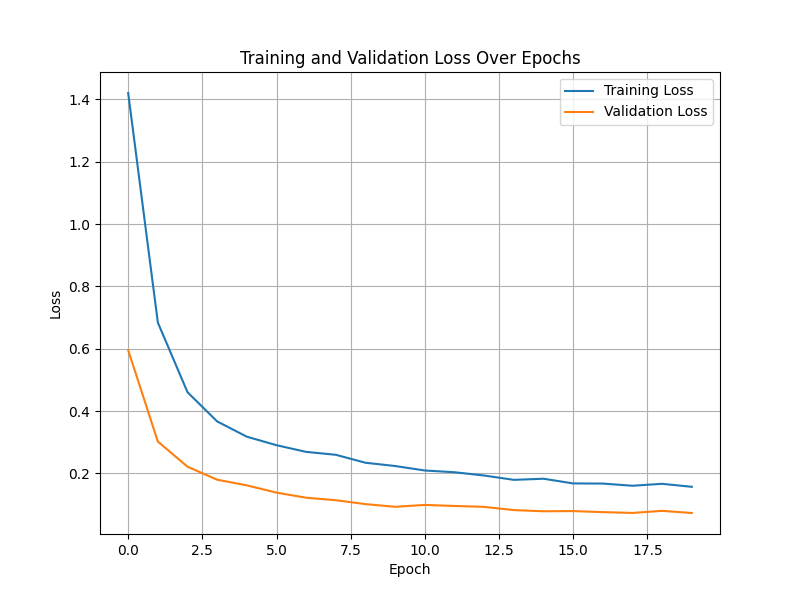 Training and Validation Loss Over Epochs
Training Loss
Validation Loss
1.4
1.2
1.0
0.8
0.6
0.4
0.2
Loss
0.0 2.5 5.0 7.5 10.0 12.5 15.0 17.5
Epoch